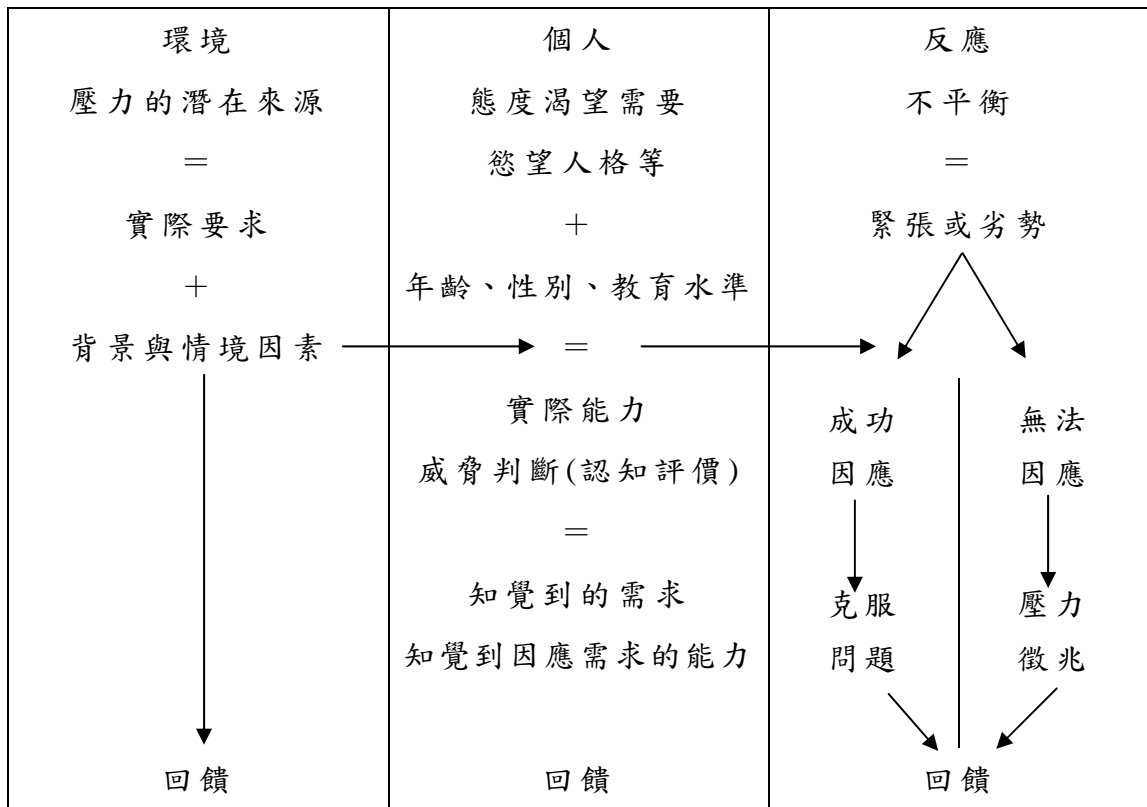 環境
壓力的潛在來源
＝
實際要求
＋
背景與情境因素
回饋
個人
態度渴望需要
慾望人格等
＋
年齡、性別、教育水準
＝
實際能力
威脅判斷(認知評價)
＝
知覺到的需求
知覺到因應需求的能力
回饋
反應
不平衡
＝
緊張或劣勢
成功
因應
克服
問題
無法
因應
壓力
徵兆
回饋